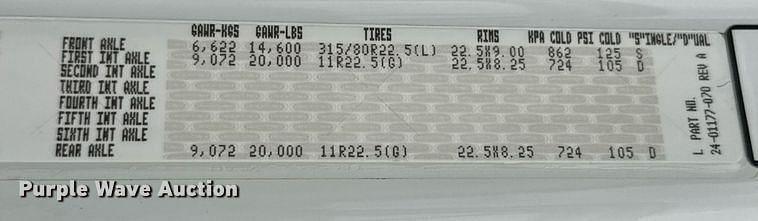 GAWR-KGS GAWR-LBS TIRES RIMS KPA COLD PSI COLD "S"INGLE/"D"UAL
FRONT AXLE 6,622 14,600 315/80R22.5(L) 22.5X9.00 862 125 S
FIRST INT AXLE 9,072 20,000 11R22.5(G) 22.5X8.25 724 105 D
SECOND INT AXLE
THIRD INT AXLE
FOURTH INT AXLE
FIFTH INT AXLE
SIXTH INT AXLE
REAR AXLE 9,072 20,000 11R22.5(G) 22.5X8.25 724 105 D
L PART NO.
24-01177-070 REV A
Purple Wave Auction